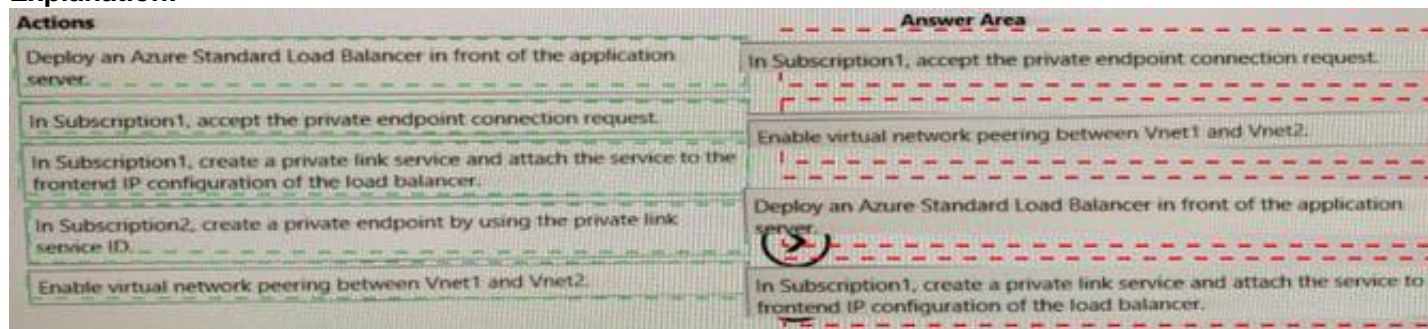 Actions
Deploy an Azure Standard Load Balancer in front of the application
server.
In Subscription1, accept the private endpoint connection request.
In Subscription1, create a private link service and attach the service to the
frontend IP configuration of the load balancer.
In Subscription2, create a private endpoint by using the private link
service ID.
Enable virtual network peering between Vnet1 and Vnet2.
Answer Area
In Subscription1, accept the private endpoint connection request.
Enable virtual network peering between Vnet1 and Vnet2.
Deploy an Azure Standard Load Balancer in front of the application
server.
In Subscription1, create a private link service and attach the service to
frontend IP configuration of the load balancer.